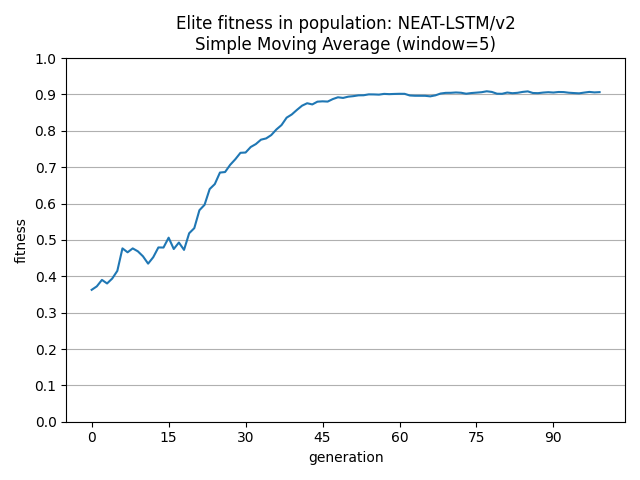 Elite fitness in population: NEAT-LSTM/v2
Simple Moving Average (window=5)
fitness
1.0
0.9
0.8
0.7
0.6
0.5
0.4
0.3
0.2
0.1
0.0
0 15 30 45 60 75 90
generation